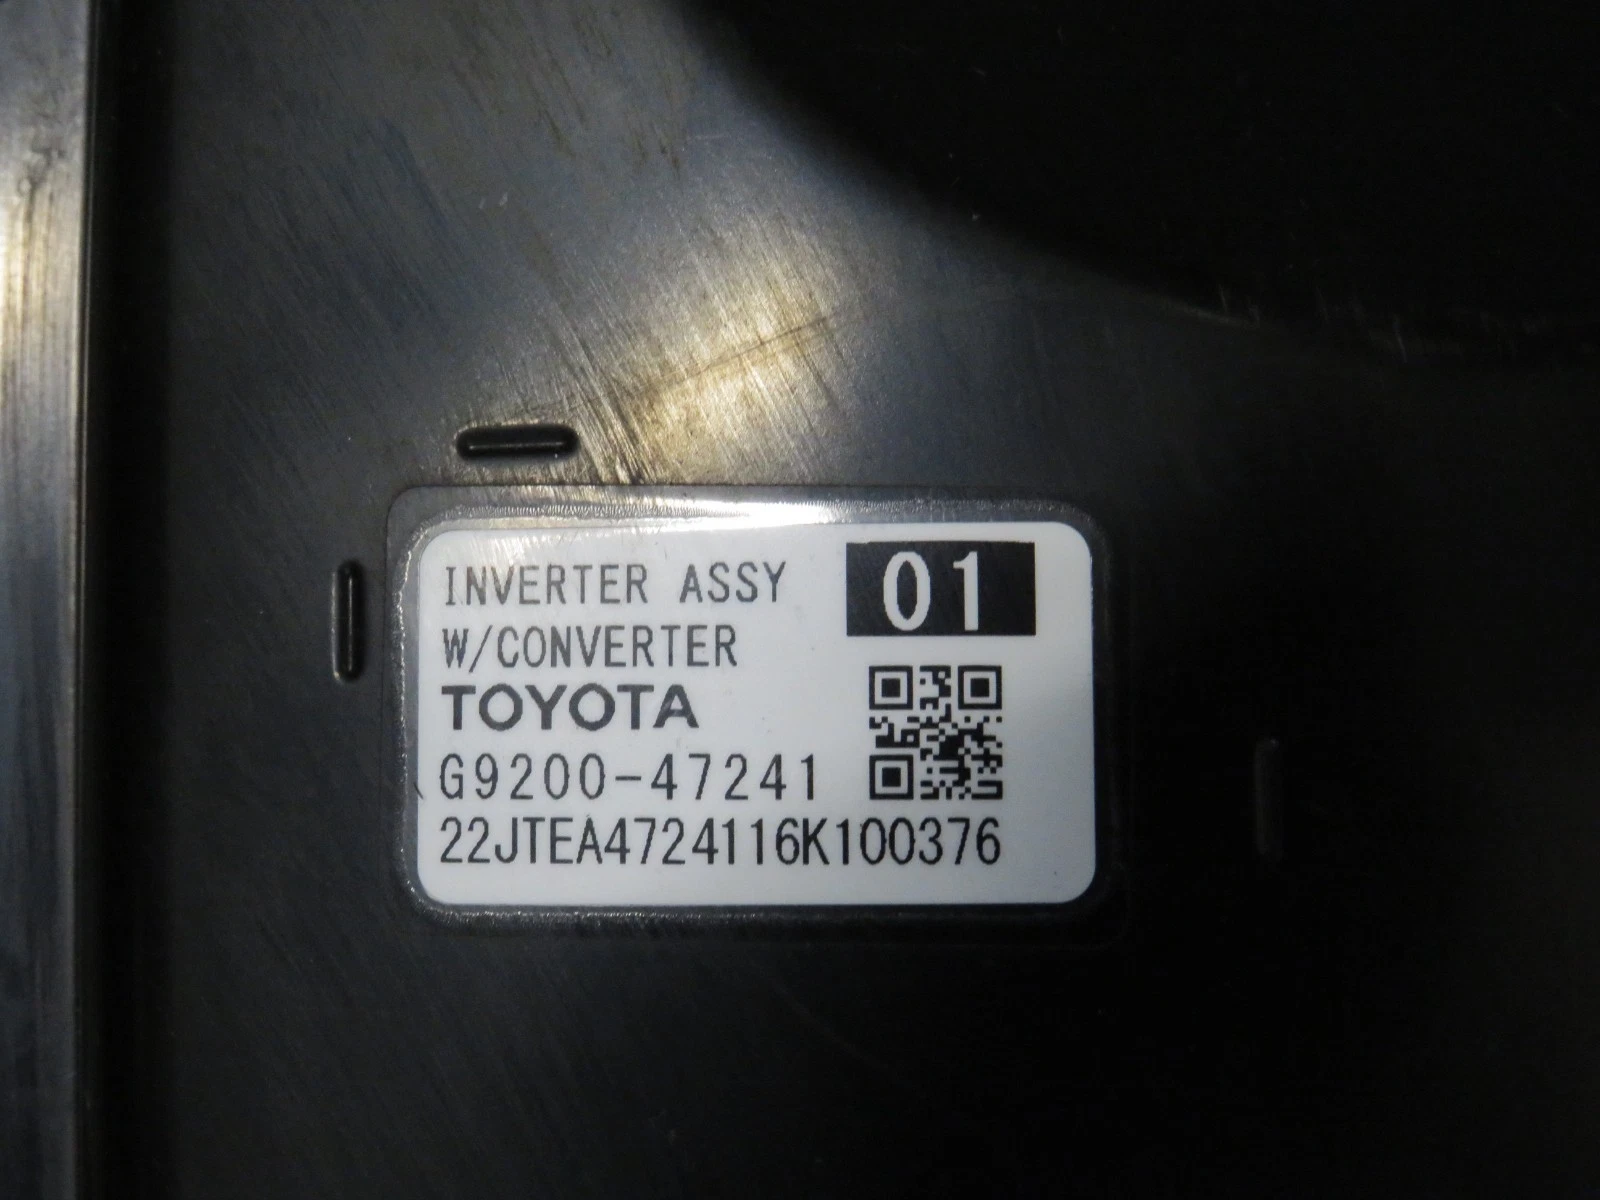 INVERTER ASSY 01
W/CONVERTER
TOYOTA
G9200-47241
22JTEA4724116K100376